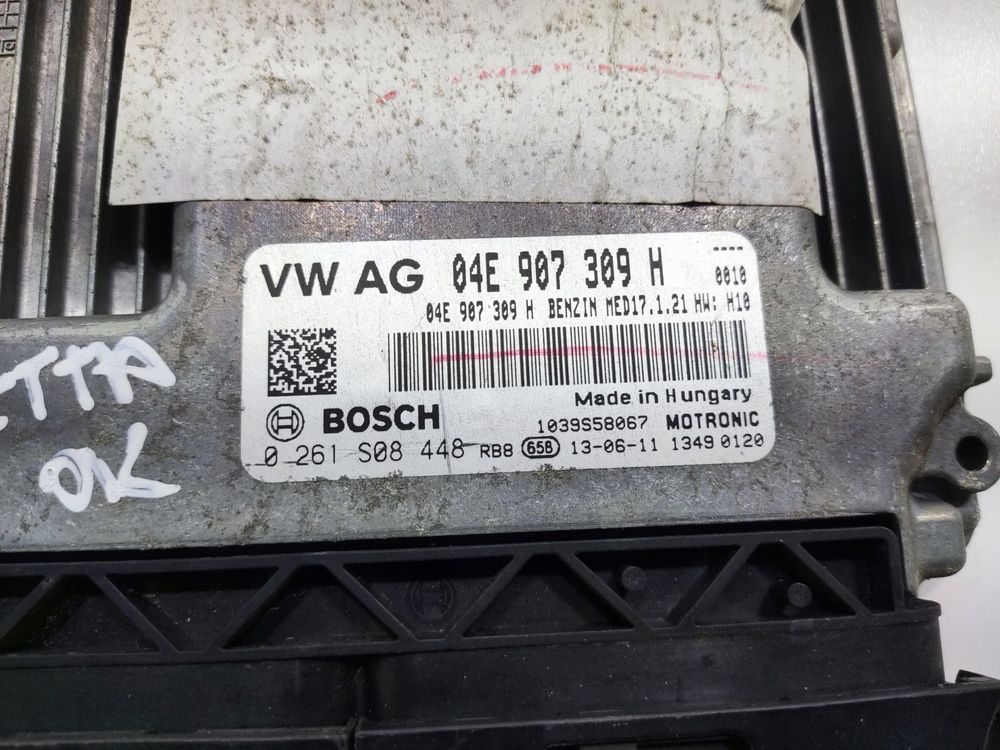 VW AG 04E 907 309 H 0010
04E 907 309 H BENZIN MED17.1.21 HW: H10
Made in Hungary
BOSCH 1039S58067 MOTRONIC
0 261 S08 448 RB8 658 13-06-11 1349 0120
OK